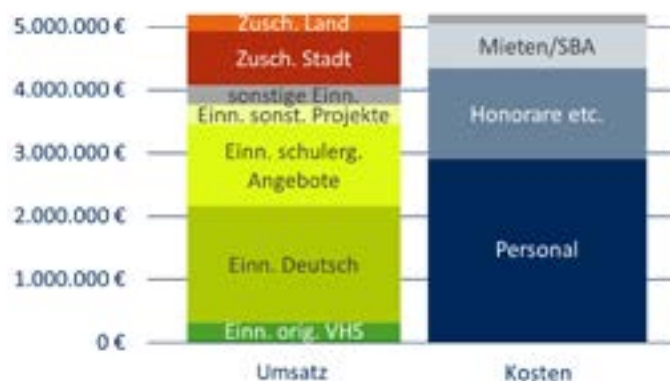 5.000.000 €
4.000.000 €
3.000.000 €
2.000.000 €
1.000.000 €
0 €
Zusch. Land
Zusch. Stadt
sonstige Einn.
Einn. sonst. Projekte
Einn. schulerg.
Angebote
Einn. Deutsch
Einn. orig. VHS
Mieten/SBA
Honorare etc.
Personal
Umsatz
Kosten